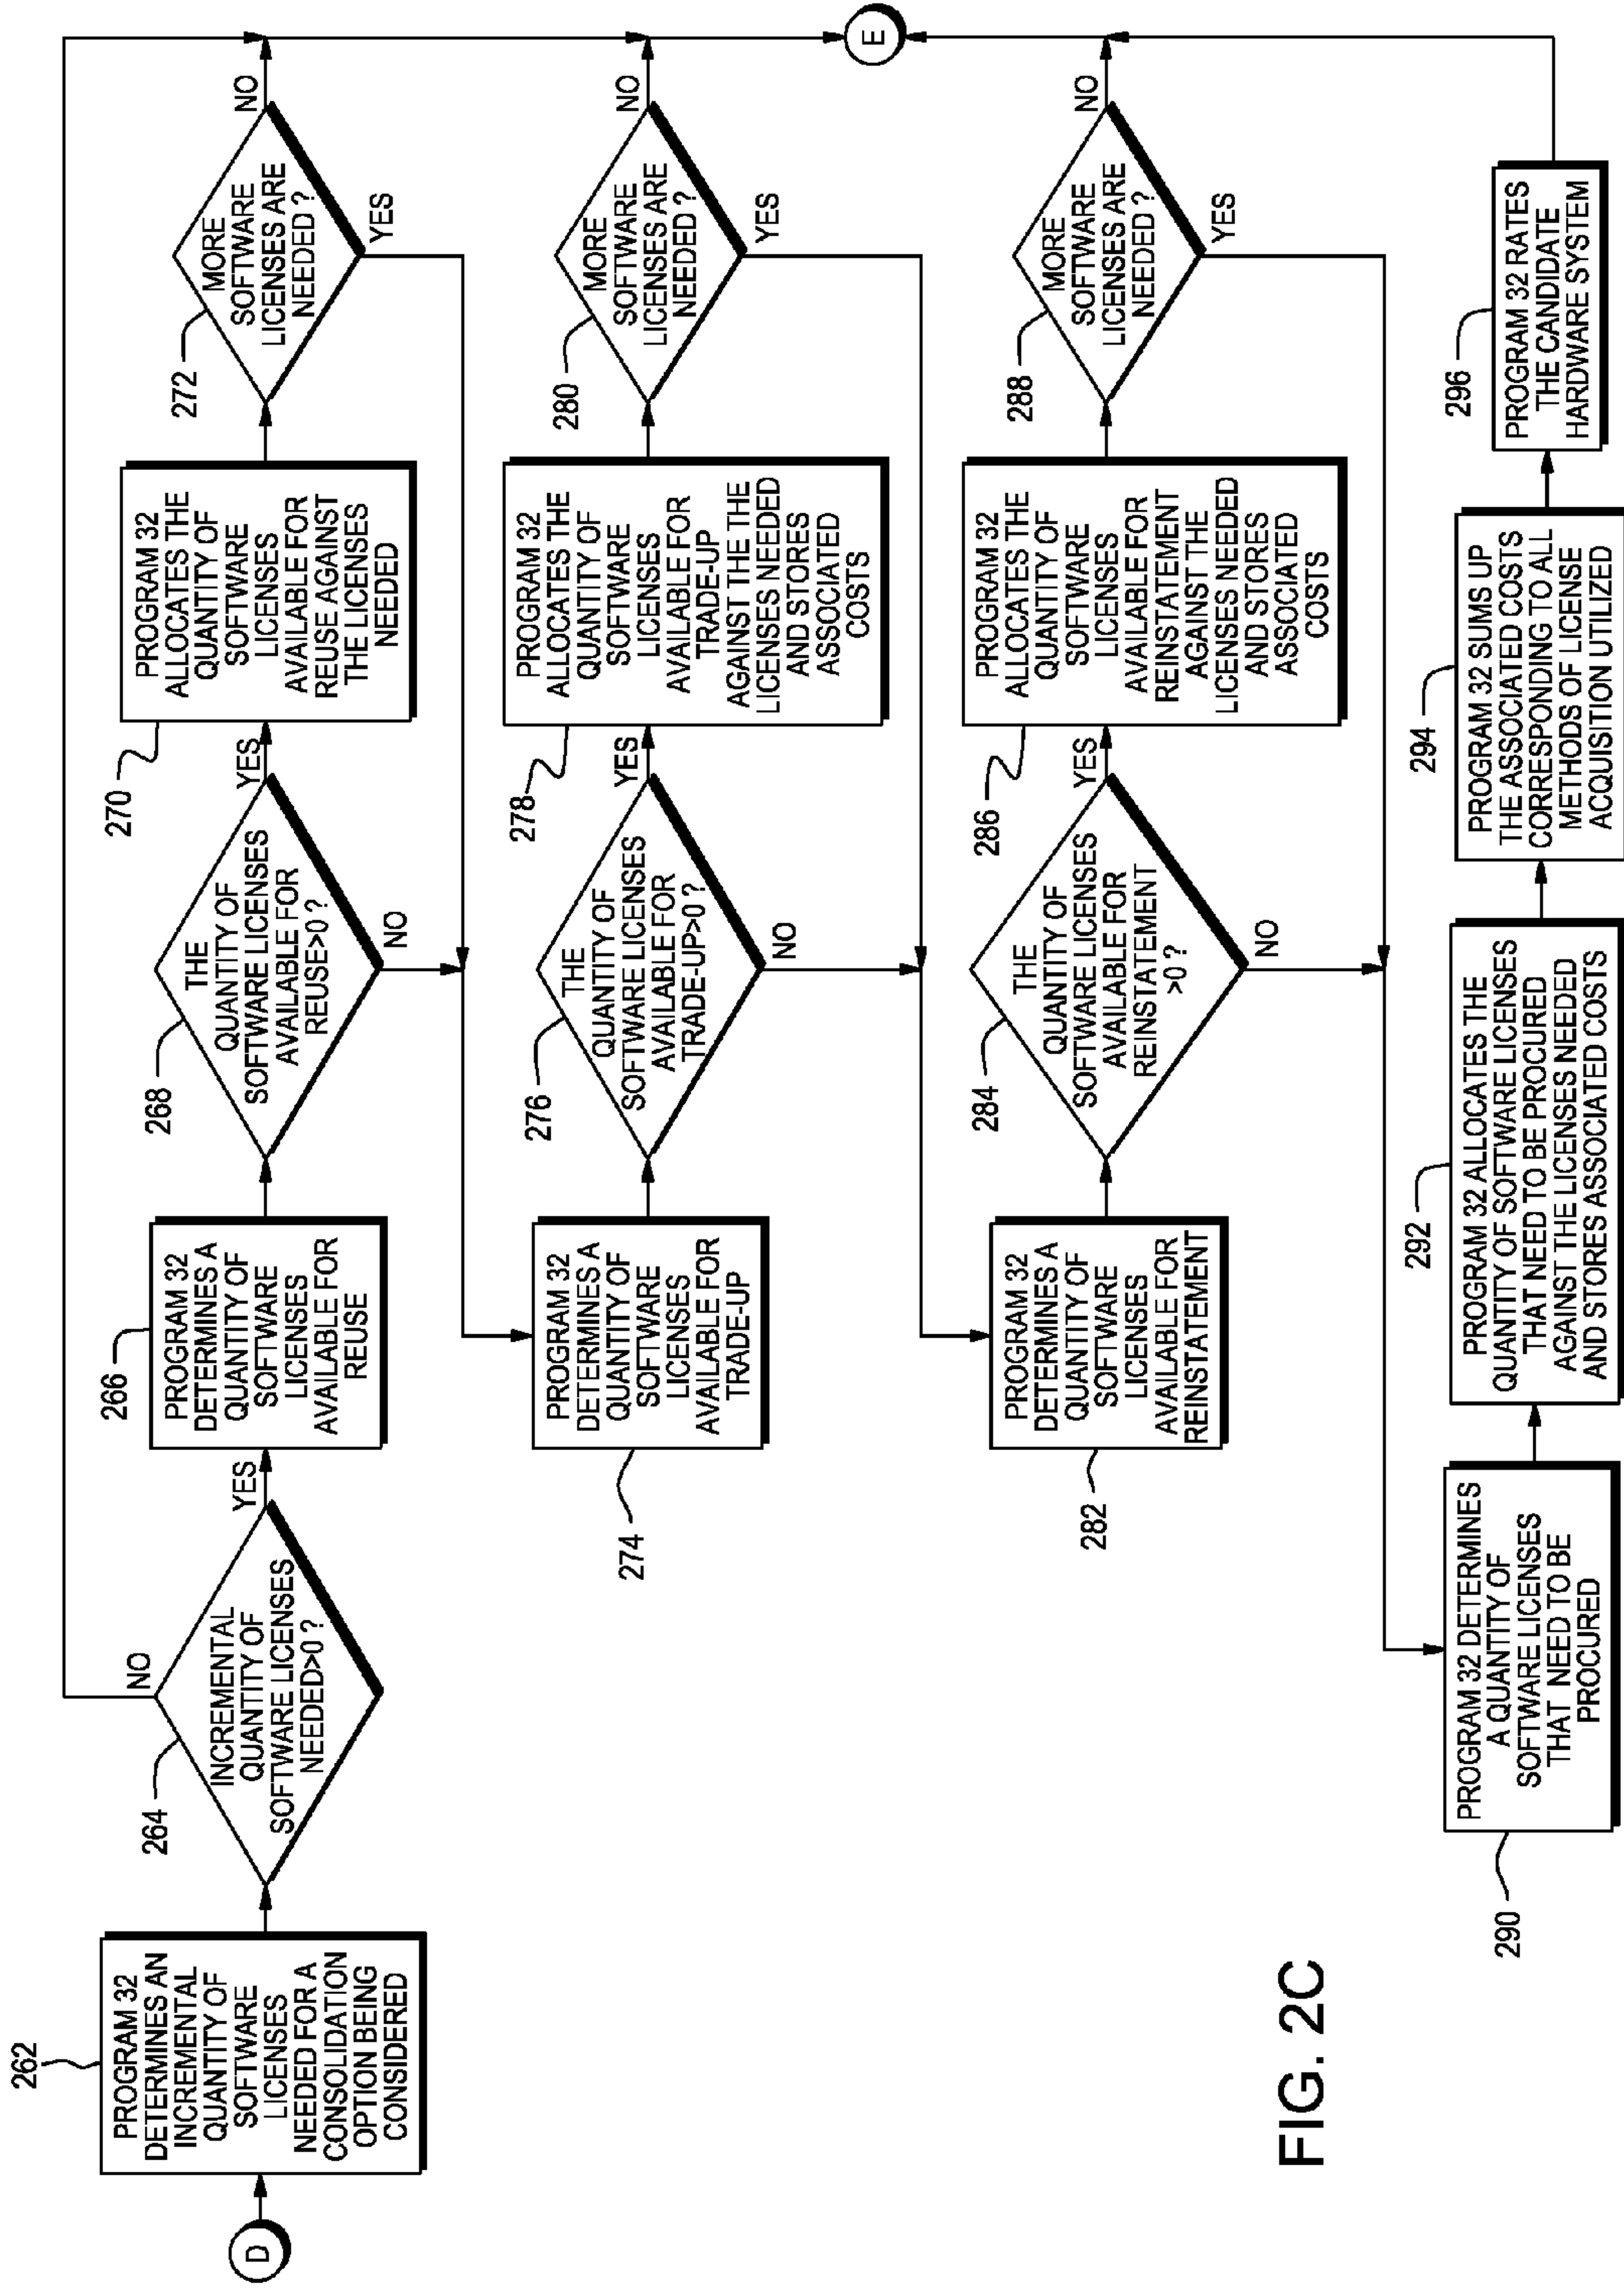 D
262
PROGRAM 32
DETERMINES AN
INCREMENTAL
QUANTITY OF
SOFTWARE
LICENSES
NEEDED FOR A
CONSOLIDATION
OPTION BEING
CONSIDERED
264
INCREMENTAL
QUANTITY OF
SOFTWARE LICENSES
NEEDED>0 ?
NO
YES
266
PROGRAM 32
DETERMINES A
QUANTITY OF
SOFTWARE
LICENSES
AVAILABLE FOR
REUSE
268
THE
QUANTITY OF
SOFTWARE LICENSES
AVAILABLE FOR
REUSE>0 ?
YES
NO
270
PROGRAM 32
ALLOCATES THE
QUANTITY OF
SOFTWARE
LICENSES
AVAILABLE FOR
REUSE AGAINST
THE LICENSES
NEEDED
272
MORE
SOFTWARE
LICENSES ARE
NEEDED ?
NO
YES
274
PROGRAM 32
DETERMINES A
QUANTITY OF
SOFTWARE
LICENSES
AVAILABLE FOR
TRADE-UP
276
THE
QUANTITY OF
SOFTWARE LICENSES
AVAILABLE FOR
TRADE-UP>0 ?
YES
NO
278
PROGRAM 32
ALLOCATES THE
QUANTITY OF
SOFTWARE
LICENSES
AVAILABLE FOR
TRADE-UP
AGAINST THE THE
LICENSES NEEDED
AND STORES
ASSOCIATED
COSTS
280
MORE
SOFTWARE
LICENSES ARE
NEEDED ?
NO
YES
E
282
PROGRAM 32
DETERMINES A
QUANTITY OF
SOFTWARE
LICENSES
AVAILABLE FOR
REINSTATEMENT
284
THE
QUANTITY OF
SOFTWARE LICENSES
AVAILABLE FOR
REINSTATEMENT
>0 ?
YES
NO
286
PROGRAM 32
ALLOCATES THE
QUANTITY OF
SOFTWARE
LICENSES
AVAILABLE FOR
REINSTATEMENT
AGAINST THE
LICENSES NEEDED
AND STORES
ASSOCIATED
COSTS
288
MORE
SOFTWARE
LICENSES ARE
NEEDED ?
NO
YES
290
PROGRAM 32 DETERMINES
A QUANTITY OF
SOFTWARE LICENSES
THAT NEED TO BE
PROCURED
292
PROGRAM 32 ALLOCATES THE
QUANTITY OF SOFTWARE LICENSES
THAT NEED TO BE PROCURED
AGAINST THE LICENSES NEEDED
AND STORES ASSOCIATED COSTS
294
PROGRAM 32 SUMS UP
THE ASSOCIATED COSTS
CORRESPONDING TO ALL
METHODS OF LICENSE
ACQUISITION UTILIZED
296
PROGRAM 32 RATES
THE CANDIDATE
HARDWARE SYSTEM
FIG. 2C